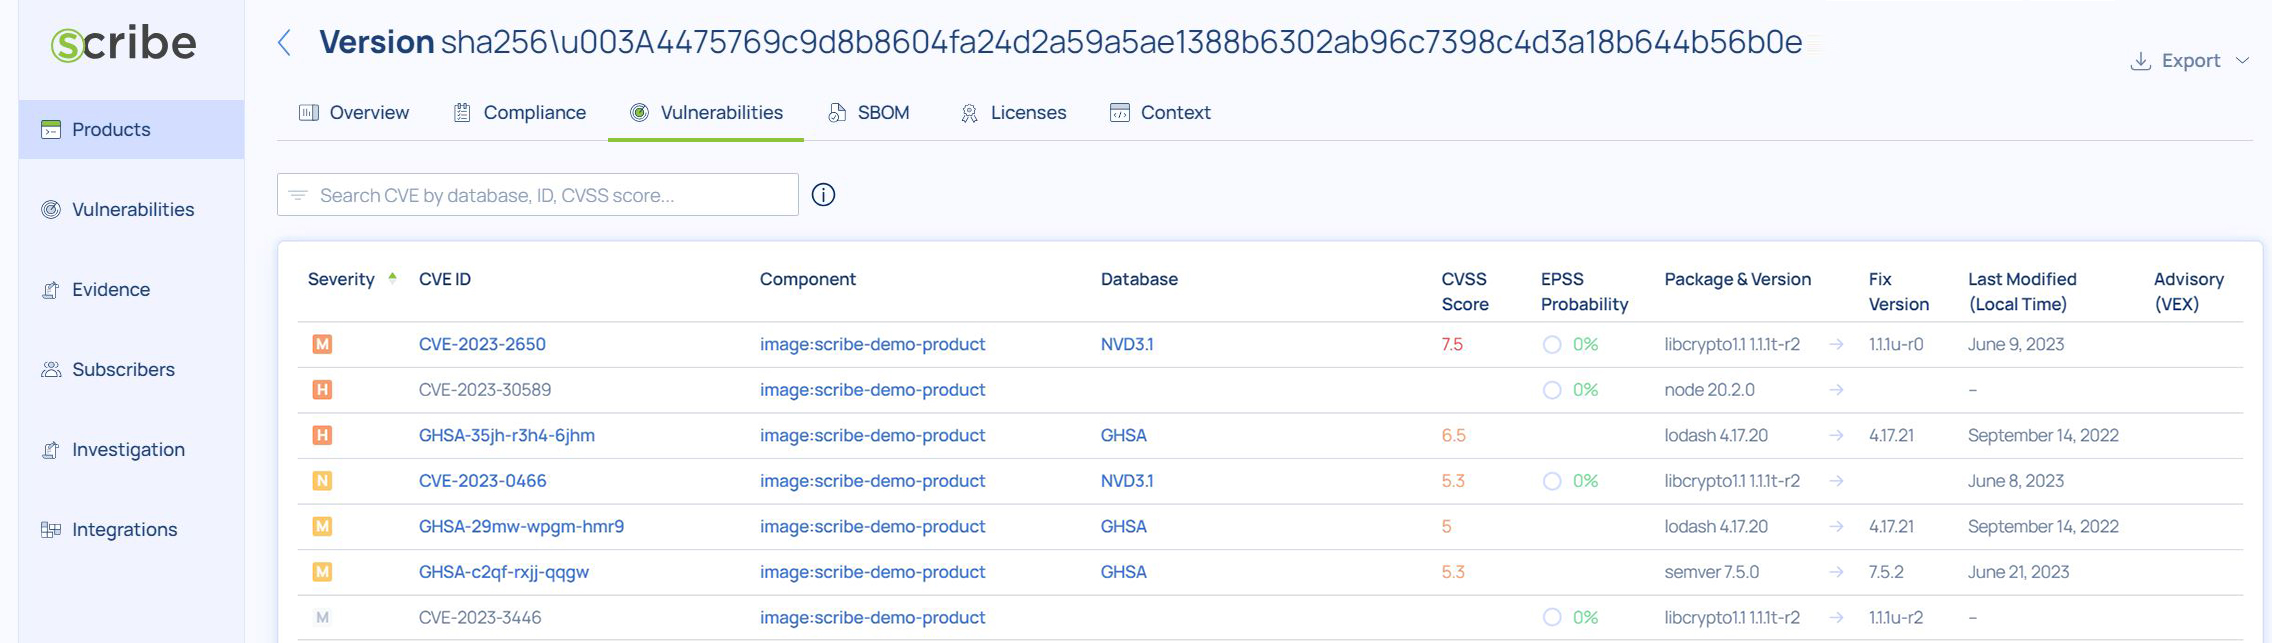 scribe
Version sha256\u003A4475769c9d8b8604fa24d2a59a5ae1388b6302ab96c7398c4d3a18b644b56b0e
Export
Products
Vulnerabilities
Evidence
Subscribers
Investigation
Integrations
Overview Compliance Vulnerabilities SBOM Licenses Context
Search CVE by database, ID, CVSS score...
Severity CVE ID Component Database CVSS Score EPSS Probability Package & Version Fix Version Last Modified (Local Time) Advisory (VEX)
M CVE-2023-2650 image:scribe-demo-product NVD3.1 7.5 0% libcrypto1.1 1.1.1t-r2 → 1.1.1u-r0 June 9, 2023
H CVE-2023-30589 image:scribe-demo-product 0% node 20.2.0 → –
H GHSA-35jh-r3h4-6jhm image:scribe-demo-product GHSA 6.5 lodash 4.17.20 → 4.17.21 September 14, 2022
N CVE-2023-0466 image:scribe-demo-product NVD3.1 5.3 0% libcrypto1.1 1.1.1t-r2 → June 8, 2023
M GHSA-29mw-wpgm-hmr9 image:scribe-demo-product GHSA 5 lodash 4.17.20 → 4.17.21 September 14, 2022
M GHSA-c2qf-rxjj-qqgw image:scribe-demo-product GHSA 5.3 semver 7.5.0 → 7.5.2 June 21, 2023
M CVE-2023-3446 image:scribe-demo-product 0% libcrypto1.1 1.1.1t-r2 → 1.1.1u-r2 –